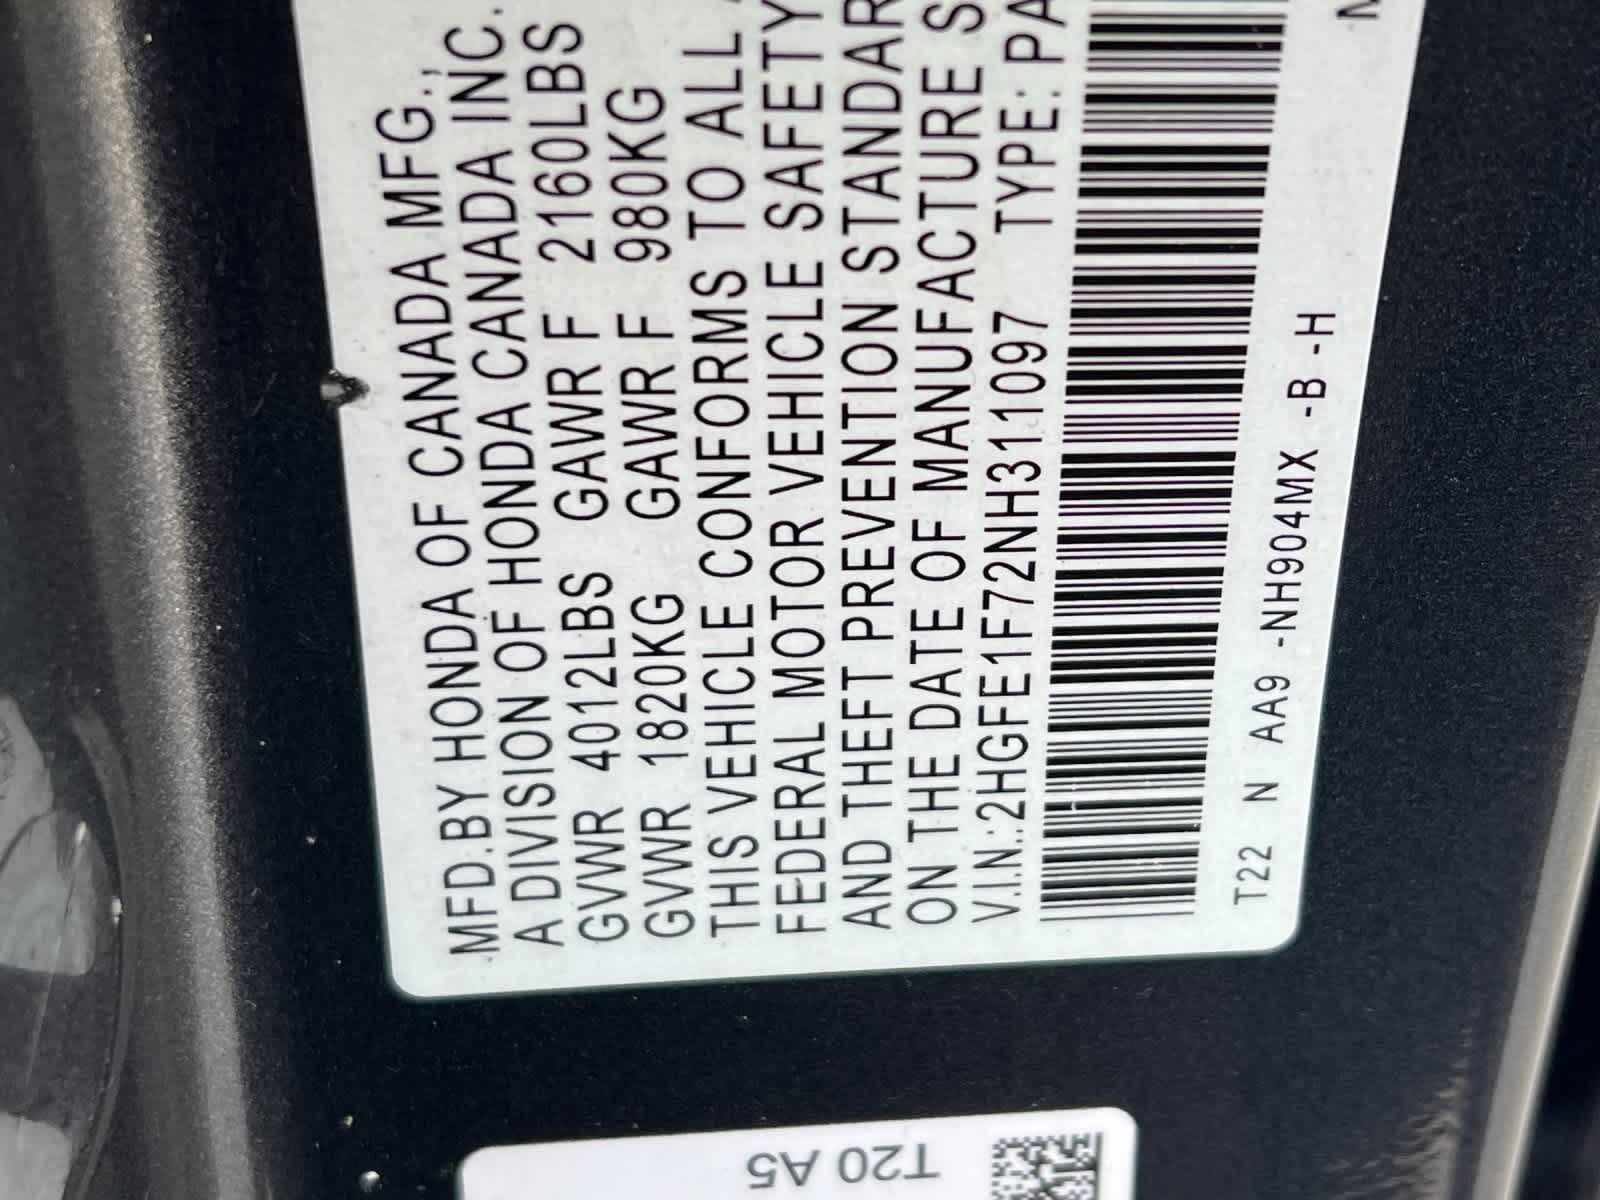 MFD.BY HONDA OF CANADA MFG.,
A DIVISION OF HONDA CANADA INC.
GVWR 4012LBS GAWR F 2160LBS
GVWR 1820KG GAWR F 980KG
THIS VEHICLE CONFORMS TO ALL
FEDERAL MOTOR VEHICLE SAFETY
AND THEFT PREVENTION STANDAR
ON THE DATE OF MANUFACTURE S
V.I.N.:2HGFE1F72NH311097 TYPE: PA
T22 N AA9 -NH904MX -B -H
T20 A5